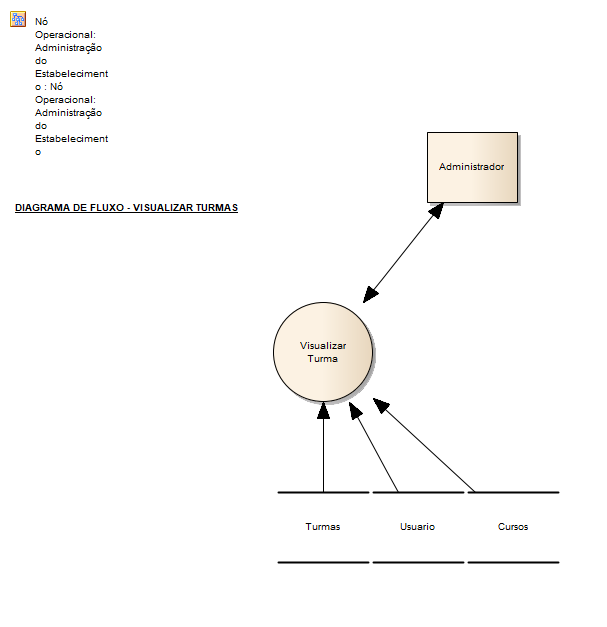 Nó
Operacional:
Administração
do
Estabeleciment
o : Nó
Operacional:
Administração
do
Estabeleciment
o
DIAGRAMA DE FLUXO - VISUALIZAR TURMAS
Administrador
Visualizar
Turma
Turmas
Usuario
Cursos